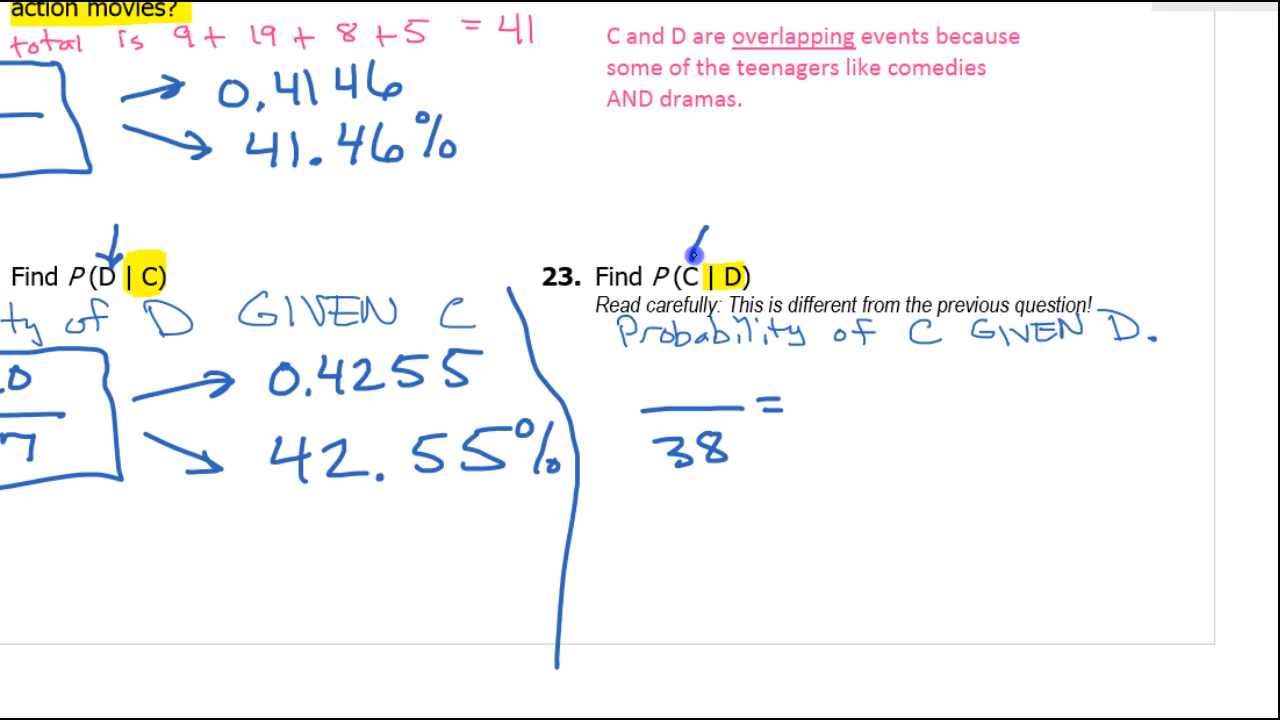 action movies?
total is 9 + 19 + 8 + 5 = 41
0.4146
41.46%
C and D are overlapping events because
some of the teenagers like comedies
AND dramas.
Find P(D | C)
ty of D GIVEN C
0.4255
42.55%
23. Find P(C | D)
Read carefully: This is different from the previous question!
Probability of C GIVEN D.
=
38